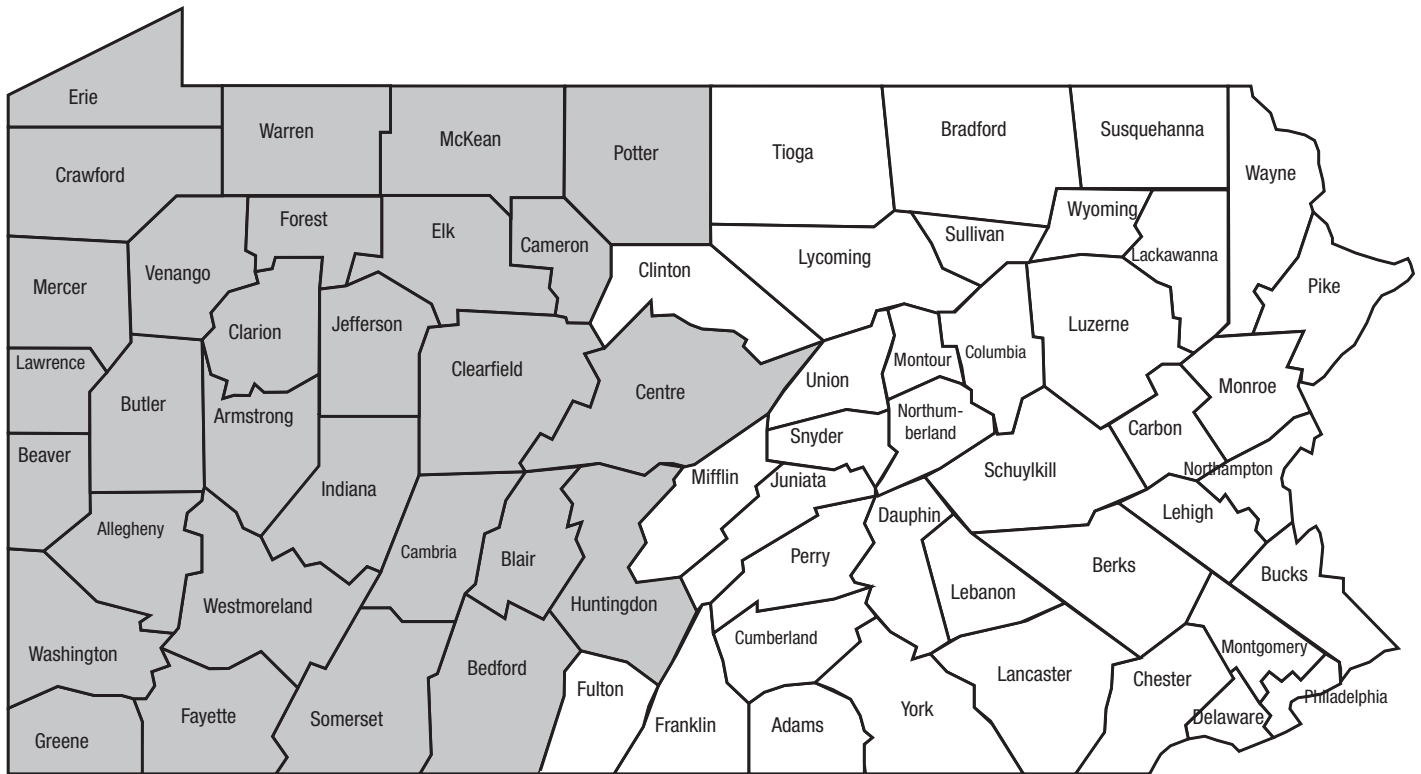 Erie
Warren
McKean
Potter
Tioga
Bradford
Susquehanna
Wayne
Crawford
Forest
Elk
Cameron
Venango
Mercer
Clinton
Lycoming
Sullivan
Wyoming
Lackawanna
Pike
Clarion
Jefferson
Luzerne
Lawrence
Clearfield
Centre
Union
Montour
Columbia
Monroe
Butler
Armstrong
Northum-
berland
Carbon
Snyder
Beaver
Indiana
Mifflin
Juniata
Schuylkill
Northampton
Allegheny
Dauphin
Lehigh
Cambria
Blair
Perry
Berks
Bucks
Westmoreland
Huntingdon
Lebanon
Cumberland
Washington
Bedford
Montgomery
Lancaster
Chester
Fulton
Philadelphia
Greene
Fayette
Somerset
Franklin
Adams
York
Delaware